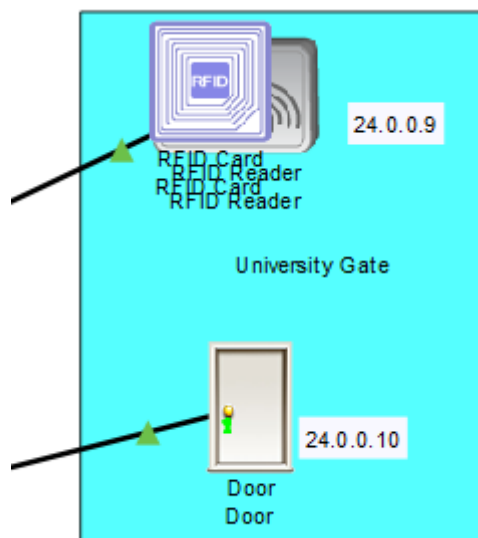 RFID
24.0.0.9
RFID Card
RFID Reader
RFID Card
RFID Reader
University Gate
24.0.0.10
Door
Door